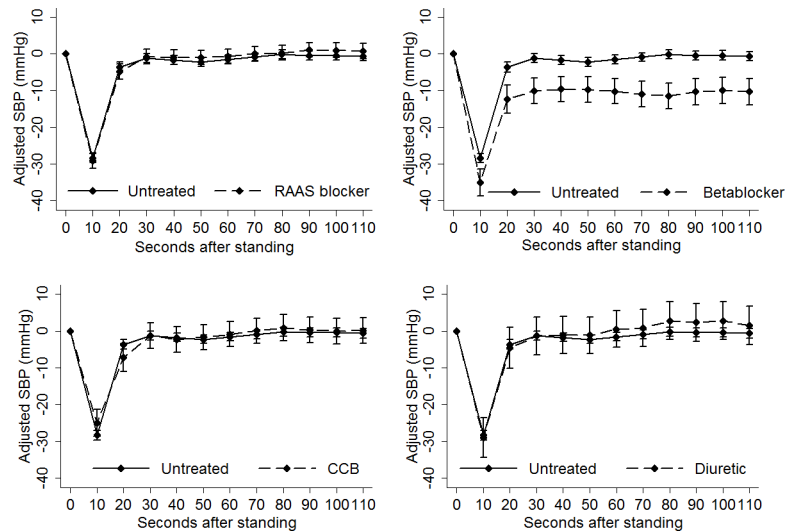 Adjusted SBP (mmHg)
10
0
-10
-20
-30
-40
Untreated RAAS blocker
0 10 20 30 40 50 60 70 80 90 100 110
Seconds after standing
Adjusted SBP (mmHg)
10
0
-10
-20
-30
-40
Untreated Betablocker
0 10 20 30 40 50 60 70 80 90 100 110
Seconds after standing
Adjusted SBP (mmHg)
10
0
-10
-20
-30
-40
Untreated CCB
0 10 20 30 40 50 60 70 80 90 100 110
Seconds after standing
Adjusted SBP (mmHg)
10
0
-10
-20
-30
-40
Untreated Diuretic
0 10 20 30 40 50 60 70 80 90 100 110
Seconds after standing